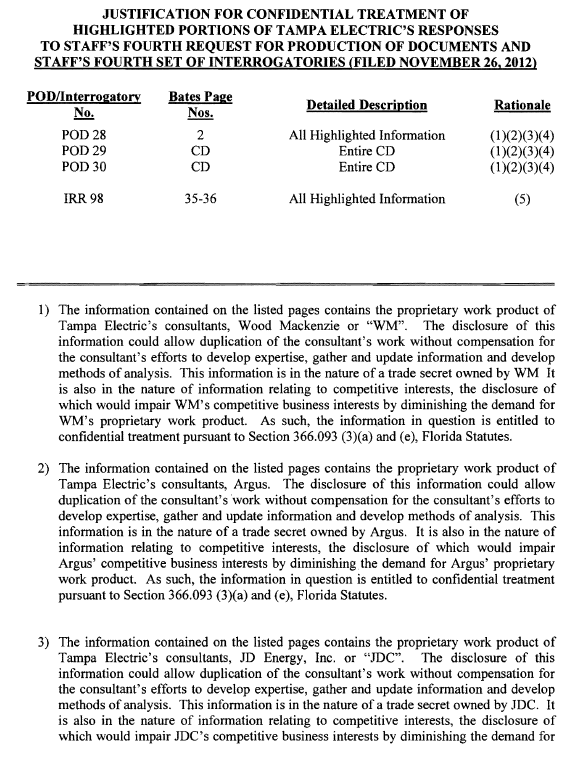 JUSTIFICATION FOR CONFIDENTIAL TREATMENT OF
HIGHLIGHTED PORTIONS OF TAMPA ELECTRIC'S RESPONSES
TO STAFF'S FOURTH REQUEST FOR PRODUCTION OF DOCUMENTS AND
STAFF'S FOURTH SET OF INTERROGATORIES (FILED NOVEMBER 26, 2012)
POD/Interrogatory No. Bates Page Nos. Detailed Description Rationale
POD 28 2 All Highlighted Information (1)(2)(3)(4)
POD 29 CD Entire CD (1)(2)(3)(4)
POD 30 CD Entire CD (1)(2)(3)(4)
IRR 98 35-36 All Highlighted Information (5)
1) The information contained on the listed pages contains the proprietary work product of
Tampa Electric's consultants, Wood Mackenzie or "WM". The disclosure of this
information could allow duplication of the consultant's work without compensation for
the consultant's efforts to develop expertise, gather and update information and develop
methods of analysis. This information is in the nature of a trade secret owned by WM It
is also in the nature of information relating to competitive interests, the disclosure of
which would impair WM's competitive business interests by diminishing the demand for
WM's proprietary work product. As such, the information in question is entitled to
confidential treatment pursuant to Section 366.093 (3)(a) and (e), Florida Statutes.
2) The information contained on the listed pages contains the proprietary work product of
Tampa Electric's consultants, Argus. The disclosure of this information could allow
duplication of the consultant's work without compensation for the consultant's efforts to
develop expertise, gather and update information and develop methods of analysis. This
information is in the nature of a trade secret owned by Argus. It is also in the nature of
information relating to competitive interests, the disclosure of which would impair
Argus' competitive business interests by diminishing the demand for Argus' proprietary
work product. As such, the information in question is entitled to confidential treatment
pursuant to Section 366.093 (3)(a) and (e), Florida Statutes.
3) The information contained on the listed pages contains the proprietary work product of
Tampa Electric's consultants, JD Energy, Inc. or "JDC". The disclosure of this
information could allow duplication of the consultant's work without compensation for
the consultant's efforts to develop expertise, gather and update information and develop
methods of analysis. This information is in the nature of a trade secret owned by JDC. It
is also in the nature of information relating to competitive interests, the disclosure of
which would impair JDC's competitive business interests by diminishing the demand for